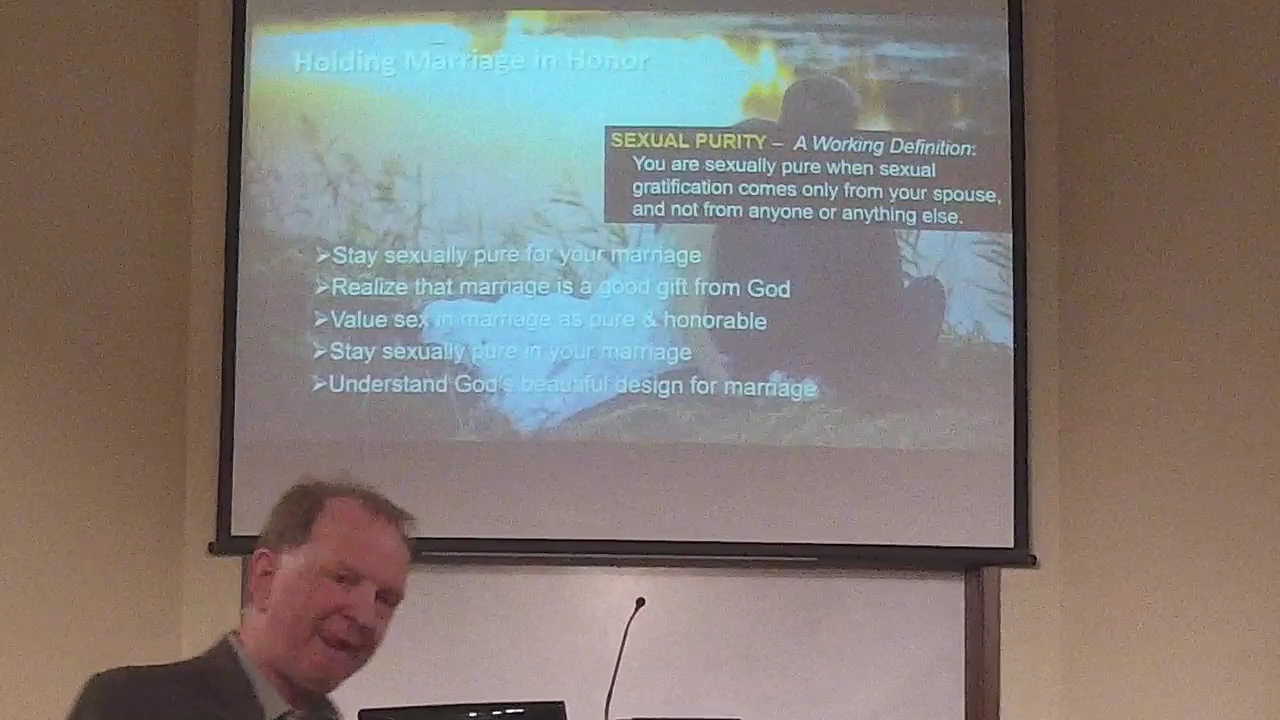 Holding Marriage in Honor
SEXUAL PURITY – A Working Definition:
You are sexually pure when sexual
gratification comes only from your spouse,
and not from anyone or anything else.
➢Stay sexually pure for your marriage
➢Realize that marriage is a good gift from God
➢Value sex in marriage as pure & honorable
➢Stay sexually pure in your marriage
➢Understand God's beautiful design for marriage